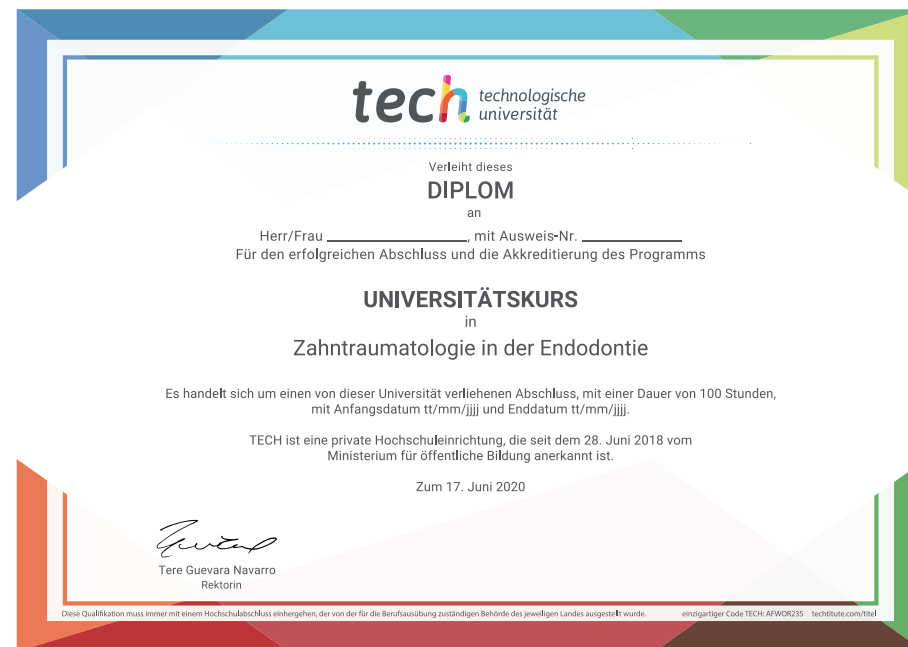 tech technologische
universität
Verleiht dieses
DIPLOM
an
Herr/Frau ____________________, mit Ausweis-Nr. ______________
Für den erfolgreichen Abschluss und die Akkreditierung des Programms
UNIVERSITÄTSKURS
in
Zahntraumatologie in der Endodontie
Es handelt sich um einen von dieser Universität verliehenen Abschluss, mit einer Dauer von 100 Stunden,
mit Anfangsdatum tt/mm/jjjj und Enddatum tt/mm/jjjj.
TECH ist eine private Hochschuleinrichtung, die seit dem 28. Juni 2018 vom
Ministerium für öffentliche Bildung anerkannt ist.
Zum 17. Juni 2020
Tere Guevara Navarro
Rektorin
Diese Qualifikation muss immer mit einem Hochschulabschluss einhergehen, der von der für die Berufsausübung zuständigen Behörde des jeweiligen Landes ausgestellt wurde. einzigartiger Code TECH: AFWOR23S techtitute.com/titel